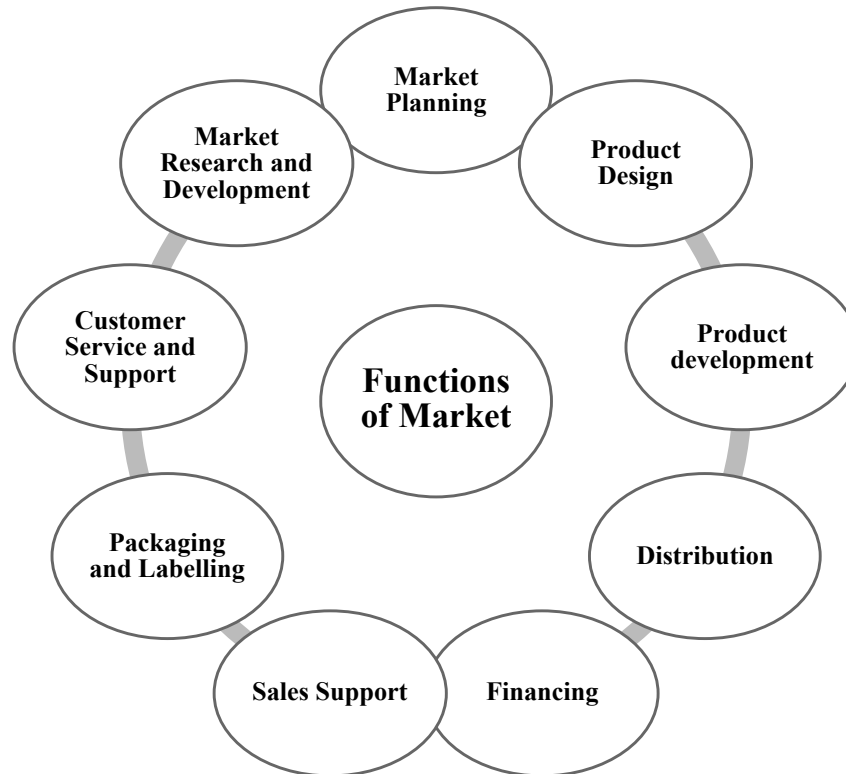 Market
Planning
Product
Design
Product
development
Distribution
Financing
Sales Support
Packaging
and Labelling
Customer
Service and
Support
Market
Research and
Development
Functions
of Market